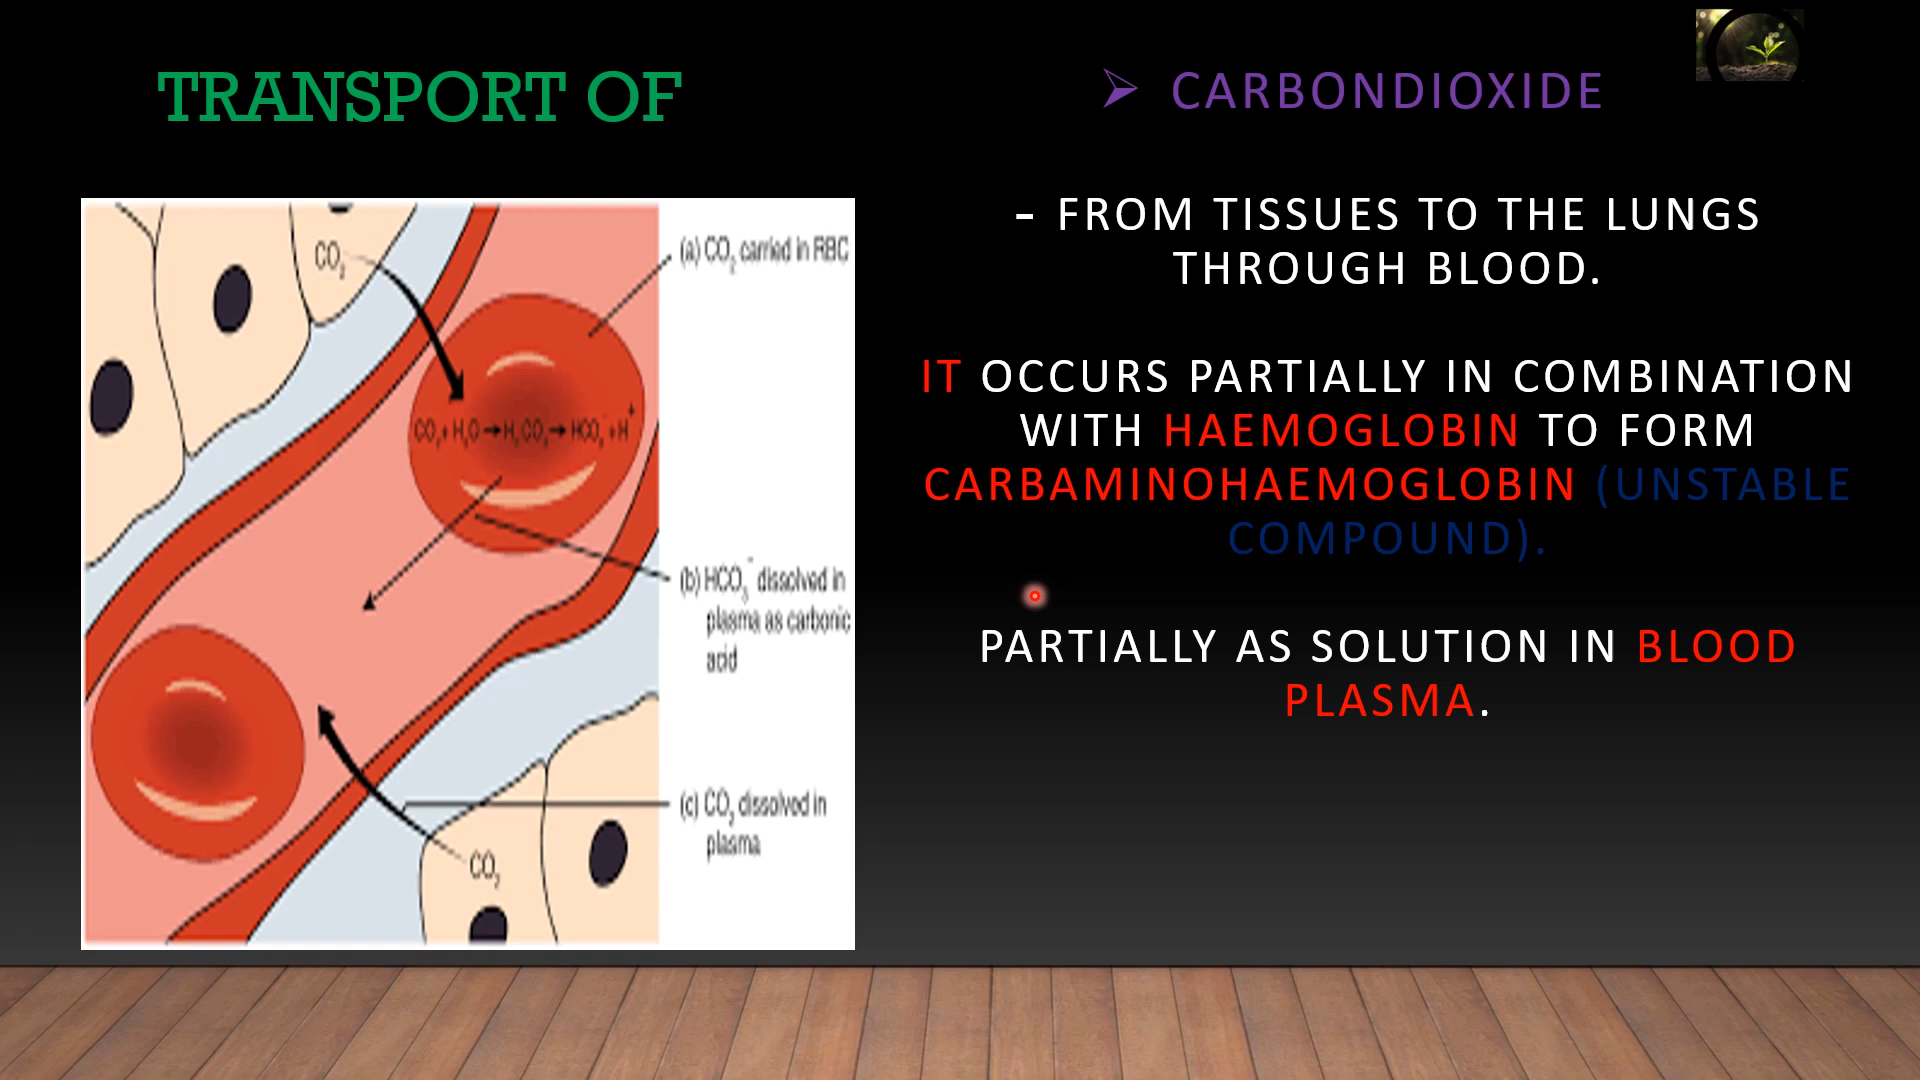 TRANSPORT OF
➢ CARBONDIOXIDE
- FROM TISSUES TO THE LUNGS
THROUGH BLOOD.
IT OCCURS PARTIALLY IN COMBINATION
WITH HAEMOGLOBIN TO FORM
CARBAMINOHAEMOGLOBIN (UNSTABLE
COMPOUND).
PARTIALLY AS SOLUTION IN BLOOD
PLASMA.
CO₂
(a) CO₂ carried in RBC
CO₂ + H₂O → H₂CO₃ → HCO₃⁻ + H⁺
(b) HCO₃⁻ dissolved in
plasma as carbonic
acid
(c) CO₂ dissolved in
plasma
CO₂